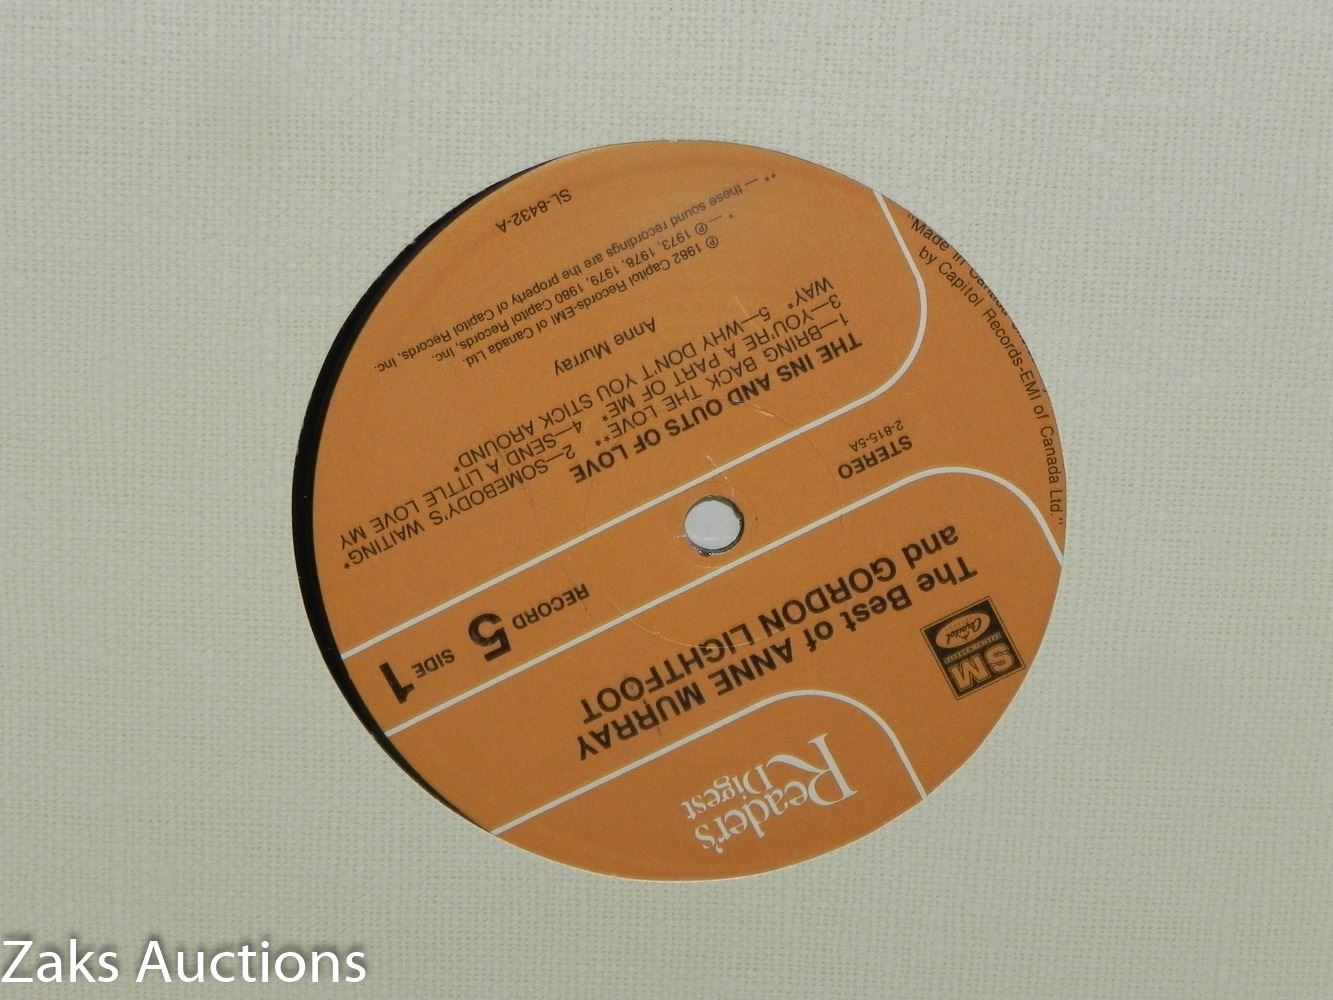 Reader's
Digest
The Best of ANNE MURRAY
and GORDON LIGHTFOOT
SM
Capitol
STEREO
2-815-5A
RECORD 5 SIDE 1
THE INS AND OUTS OF LOVE
1—BRING BACK THE LOVE** 2—SOMEBODY'S WAITING*
3—YOU'RE A PART OF ME* 4—SEND A LITTLE LOVE MY
WAY* 5—WHY DON'T YOU STICK AROUND*
Anne Murray
℗ 1982 Capitol Records-EMI of Canada Ltd.
*—℗ 1973, 1978, 1979, 1980 Capitol Records, Inc.
**— these sound recordings are the property of Capitol Records, Inc.
SL-8432-A
"Made in Canada
by Capitol Records-EMI of Canada Ltd."
Zaks Auctions